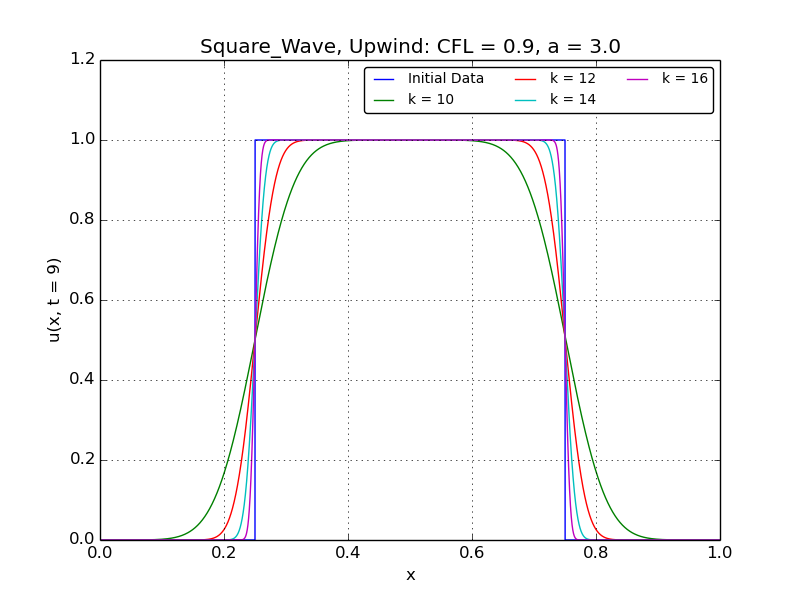 Square_Wave, Upwind: CFL = 0.9, a = 3.0
Initial Data k = 12 k = 16
k = 10 k = 14
u(x, t = 9)
1.2
1.0
0.8
0.6
0.4
0.2
0.0
0.0 0.2 0.4 0.6 0.8 1.0
x